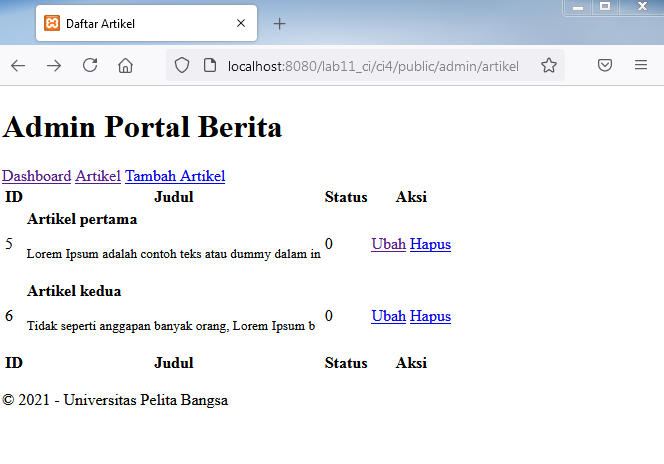 Daftar Artikel
localhost:8080/lab11_ci/ci4/public/admin/artikel
Admin Portal Berita
Dashboard Artikel Tambah Artikel
ID Judul Status Aksi
Artikel pertama
5 Lorem Ipsum adalah contoh teks atau dummy dalam in 0 Ubah Hapus
Artikel kedua
6 Tidak seperti anggapan banyak orang, Lorem Ipsum b 0 Ubah Hapus
ID Judul Status Aksi
© 2021 - Universitas Pelita Bangsa